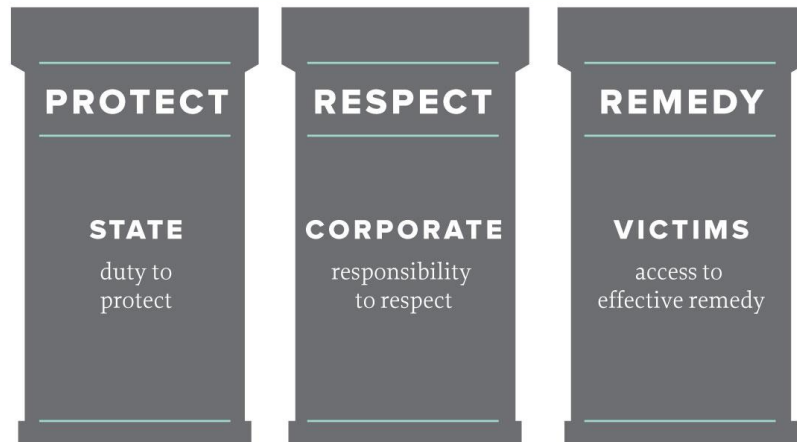 PROTECT
STATE
duty to
protect
RESPECT
CORPORATE
responsibility
to respect
REMEDY
VICTIMS
access to
effective remedy